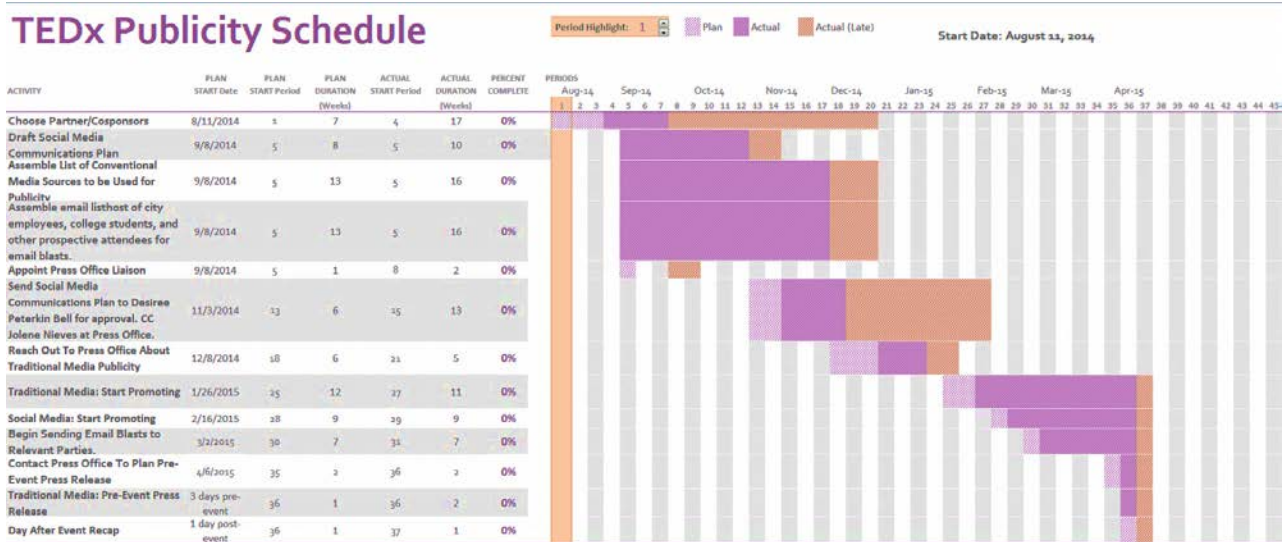 TEDx Publicity Schedule
Period Highlight: 1
Plan
Actual
Actual (Late)
Start Date: August 11, 2014
PLAN PLAN PLAN ACTUAL ACTUAL PERCENT PERIODS
ACTIVITY START Date START Period DURATION START Period DURATION COMPLETE Aug-14 Sep-14 Oct-14 Nov-14 Dec-14 Jan-15 Feb-15 Mar-15 Apr-15
(Weeks) (Weeks)
1 2 3 4 5 6 7 8 9 10 11 12 13 14 15 16 17 18 19 20 21 22 23 24 25 26 27 28 29 30 31 32 33 34 35 36 37 38 39 40 41 42 43 44 45
Choose Partner/Cosponsors 8/11/2014 1 7 4 17 0%
Draft Social Media
Communications Plan 9/8/2014 5 8 5 10 0%
Assemble List of Conventional
Media Sources to be Used for 9/8/2014 5 13 5 16 0%
Publicity
Assemble email listhost of city
employees, college students, and
other prospective attendees for 9/8/2014 5 13 5 16 0%
email blasts.
Appoint Press Office Liaison 9/8/2014 5 1 8 2 0%
Send Social Media
Communications Plan to Desiree
Peterkin Bell for approval. CC 11/3/2014 13 6 15 13 0%
Jolene Nieves at Press Office.
Reach Out To Press Office About
Traditional Media Publicity 12/8/2014 18 6 21 5 0%
Traditional Media: Start Promoting 1/26/2015 25 12 27 11 0%
Social Media: Start Promoting 2/16/2015 28 9 29 9 0%
Begin Sending Email Blasts to
Relevant Parties. 3/2/2015 30 7 31 7 0%
Contact Press Office To Plan Pre-
Event Press Release 4/6/2015 35 2 36 2 0%
Traditional Media: Pre-Event Press 3 days pre-
Release event 36 1 36 2 0%
Day After Event Recap 1 day post-
event 36 1 37 1 0%